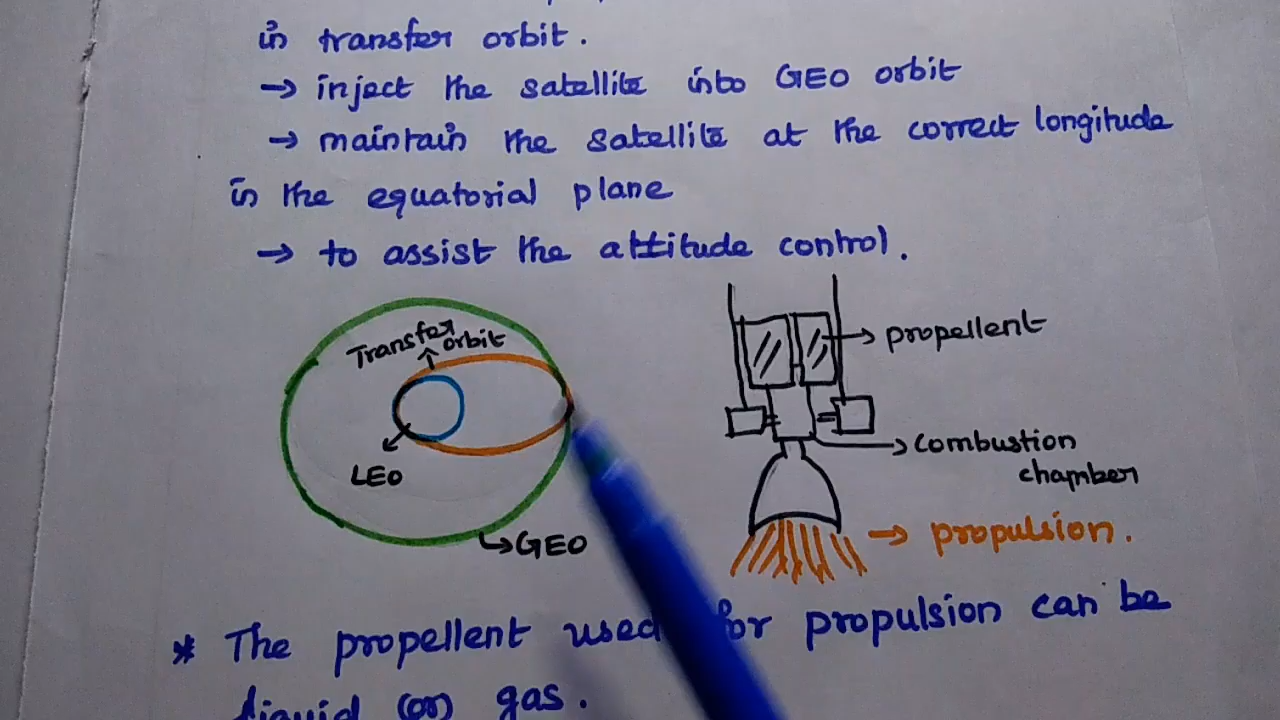 in transfer orbit.
→ inject the satellite into GEO orbit
→ maintain the satellite at the correct longitude
in the equatorial plane
→ to assist the attitude control.
Transfer
orbit
LEO
GEO
propellent
combustion
chamber
→ propulsion.
* The propellent used for propulsion can be
liquid (or) gas.